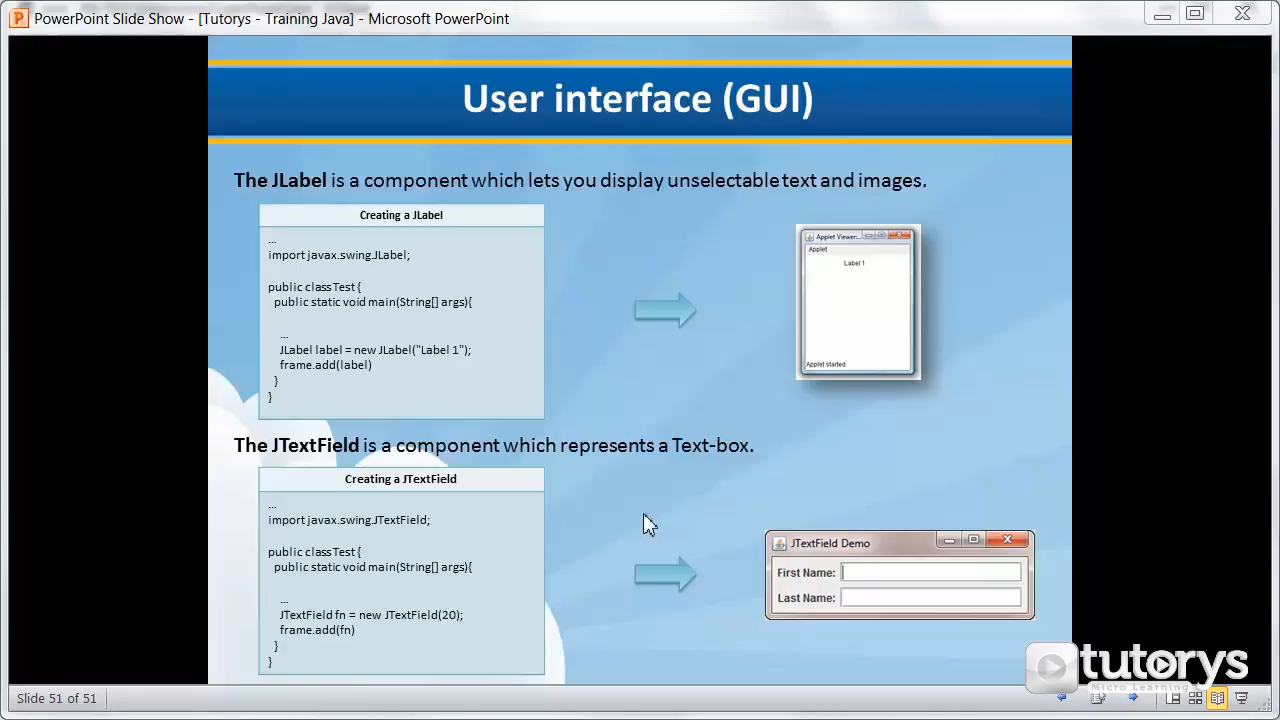 PowerPoint Slide Show - [Tutorys - Training Java] - Microsoft PowerPoint
User interface (GUI)
The JLabel is a component which lets you display unselectable text and images.
Creating a JLabel
...
import javax.swing.JLabel;
public class Test {
public static void main(String[] args){
...
JLabel label = new JLabel("Label 1");
frame.add(label)
}
}
Applet Viewer...
Applet
Label 1
Applet started.
The JTextField is a component which represents a Text-box.
Creating a JTextField
...
import javax.swing.JTextField;
public class Test {
public static void main(String[] args){
...
JTextField fn = new JTextField(20);
frame.add(fn)
}
}
JTextField Demo
First Name:
Last Name:
tutorys
Micro Learning
Slide 51 of 51